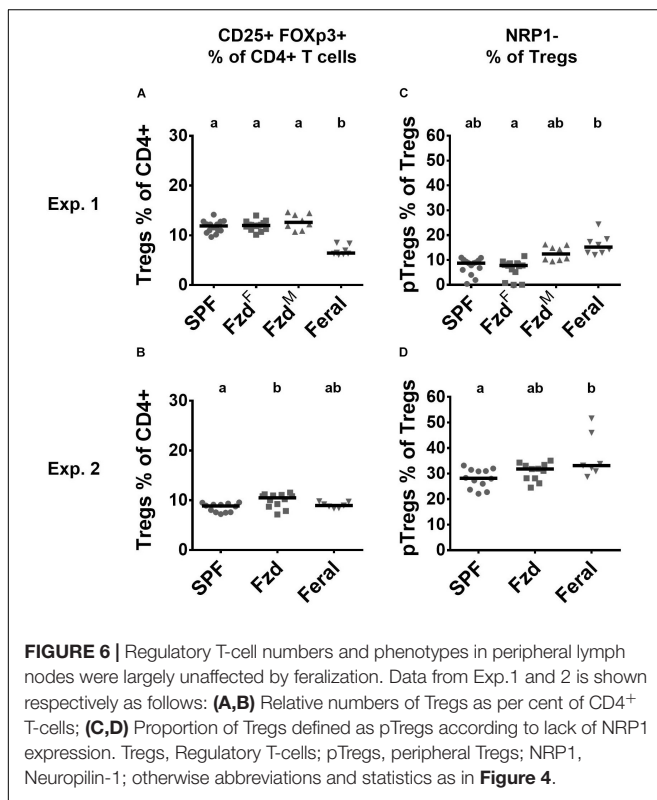 CD25+ FOXp3+
% of CD4+ T cells
NRP1-
% of Tregs
Exp. 1
A
a a a b
Tregs % of CD4+
30
20
10
0
SPF Fzd^F Fzd^M Feral
C
ab a ab b
pTregs % of Tregs
60
50
40
30
20
10
0
SPF Fzd^F Fzd^M Feral
Exp. 2
B
a b ab
Tregs % of CD4+
30
20
10
0
SPF Fzd Feral
D
a ab b
pTregs % of Tregs
60
50
40
30
20
10
0
SPF Fzd Feral
FIGURE 6 | Regulatory T-cell numbers and phenotypes in peripheral lymph
nodes were largely unaffected by feralization. Data from Exp.1 and 2 is shown
respectively as follows: (A,B) Relative numbers of Tregs as per cent of CD4+
T-cells; (C,D) Proportion of Tregs defined as pTregs according to lack of NRP1
expression. Tregs, Regulatory T-cells; pTregs, peripheral Tregs; NRP1,
Neuropilin-1; otherwise abbreviations and statistics as in Figure 4.